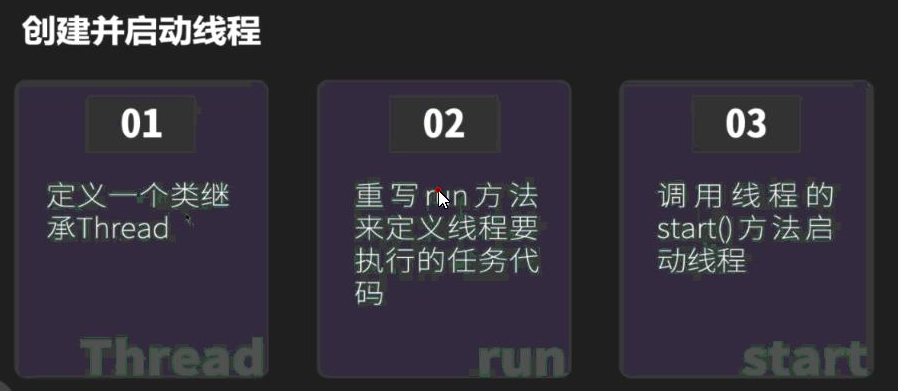 创建并启动线程
01
定义一个类继
承Thread
Thread
02
重写run方法
来定义线程要
执行的任务代
码
run
03
调用线程的
start()方法启
动线程
start